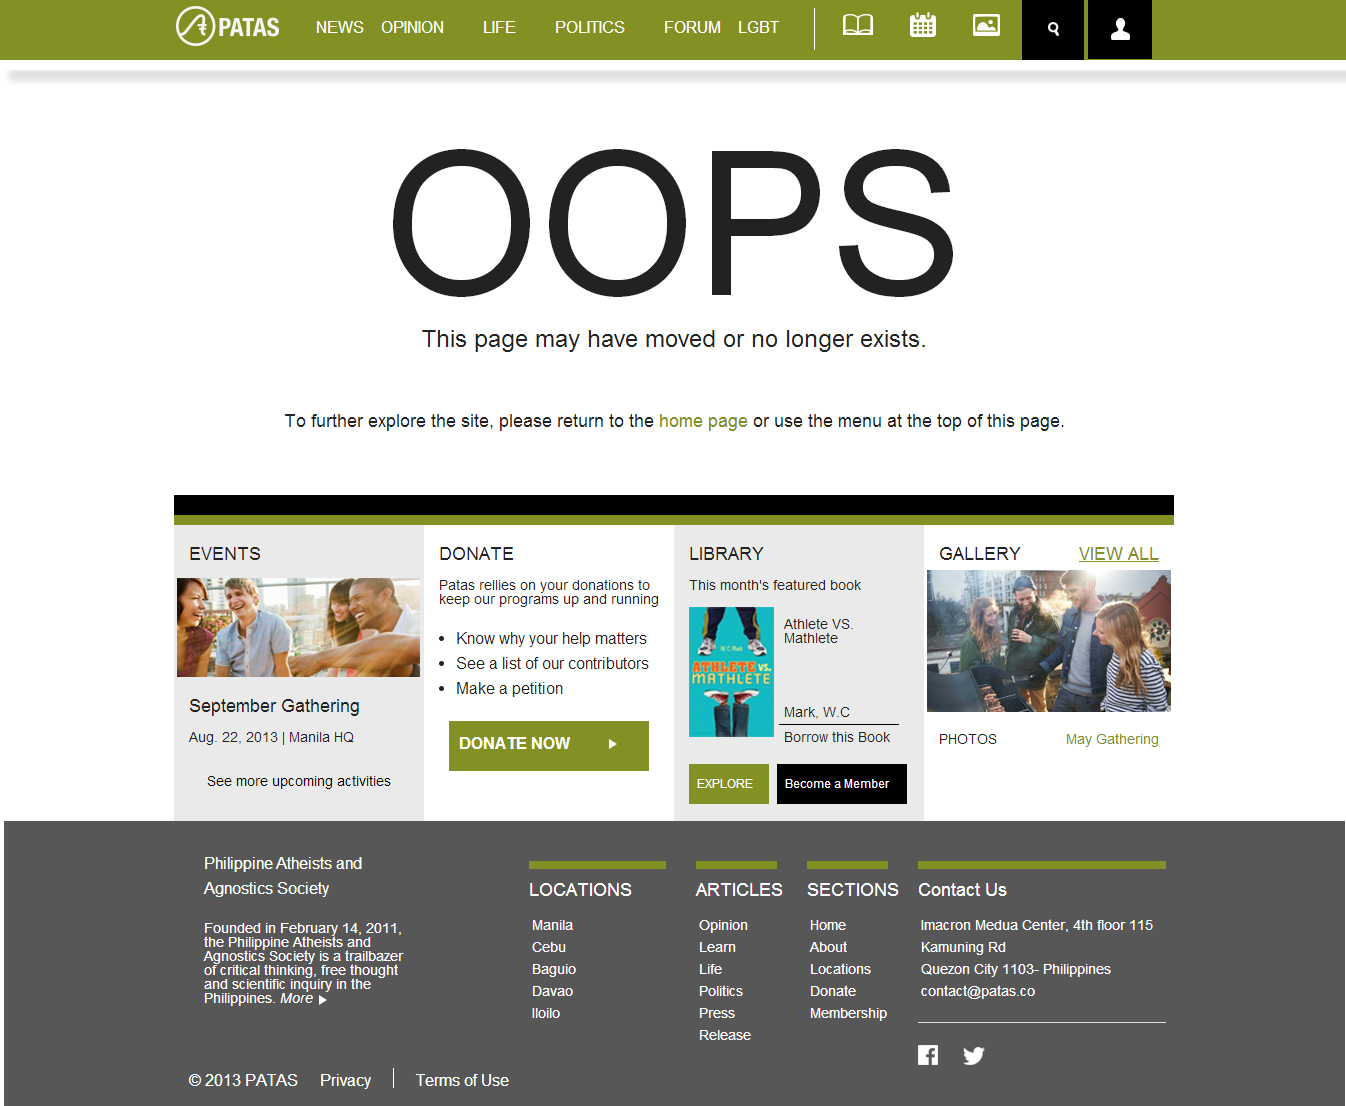 PATAS
NEWS
OPINION
LIFE
POLITICS
FORUM
LGBT
OOPS
This page may have moved or no longer exists.
To further explore the site, please return to the home page or use the menu at the top of this page.
EVENTS
September Gathering
Aug. 22, 2013 | Manila HQ
See more upcoming activities
DONATE
Patas rellies on your donations to
keep our programs up and running
• Know why your help matters
• See a list of our contributors
• Make a petition
DONATE NOW
LIBRARY
This month's featured book
W. C. Mark
ATHLETE VS.
MATHLETE
Athlete VS.
Mathlete
Mark, W.C
Borrow this Book
EXPLORE
Become a Member
GALLERY
VIEW ALL
PHOTOS
May Gathering
Philippine Atheists and
Agnostics Society
Founded in February 14, 2011,
the Philippine Atheists and
Agnostics Society is a trailbazer
of critical thinking, free thought
and scientific inquiry in the
Philippines. More
LOCATIONS
Manila
Cebu
Baguio
Davao
Iloilo
ARTICLES
Opinion
Learn
Life
Politics
Press
Release
SECTIONS
Home
About
Locations
Donate
Membership
Contact Us
Imacron Medua Center, 4th floor 115
Kamuning Rd
Quezon City 1103- Philippines
contact@patas.co
© 2013 PATAS
Privacy
Terms of Use